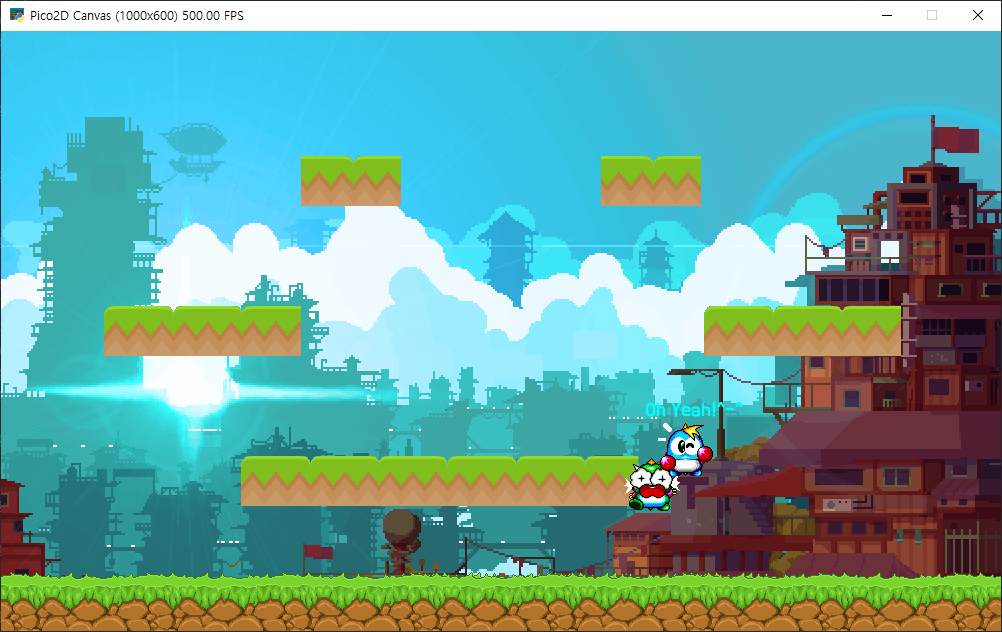 Pico2D Canvas (1000x600) 500.00 FPS
Oh Yeah!^-^